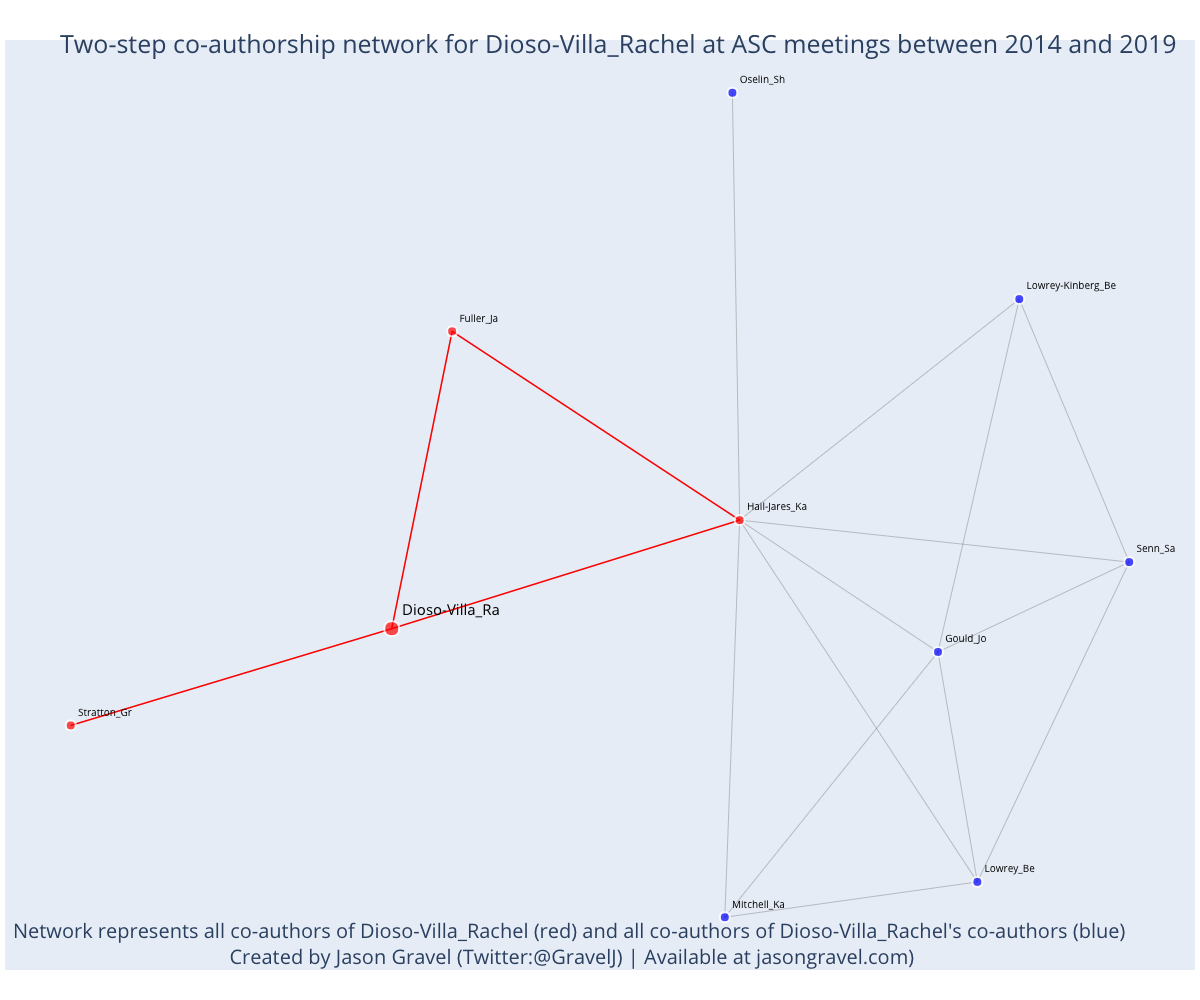 Two-step co-authorship network for Dioso-Villa_Rachel at ASC meetings between 2014 and 2019
Oselin_Sh
Lowrey-Kinberg_Be
Fuller_Ja
Hail-Jares_Ka
Senn_Sa
Dioso-Villa_Ra
Gould_Jo
Stratton_Gr
Lowrey_Be
Mitchell_Ka
Network represents all co-authors of Dioso-Villa_Rachel (red) and all co-authors of Dioso-Villa_Rachel's co-authors (blue)
Created by Jason Gravel (Twitter:@GravelJ) | Available at jasongravel.com)